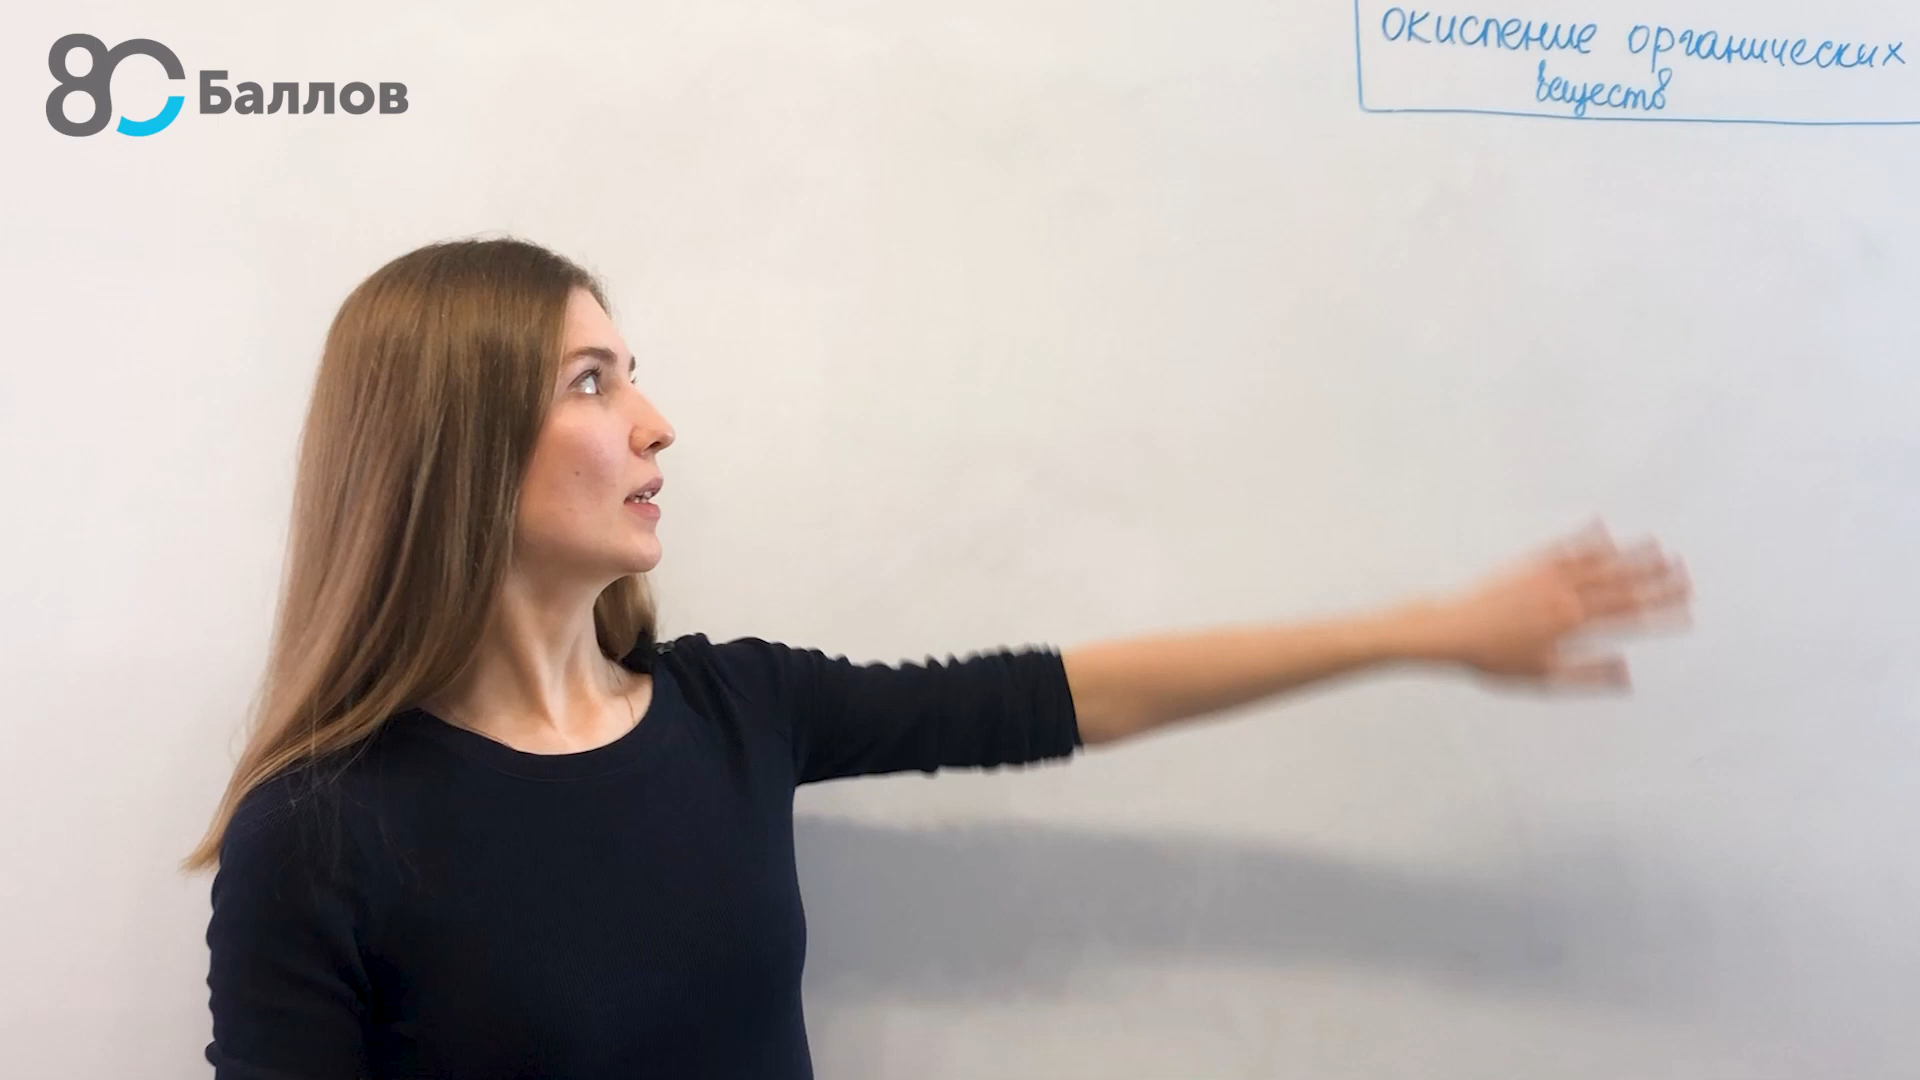 80 Баллов
окисление органических
веществ